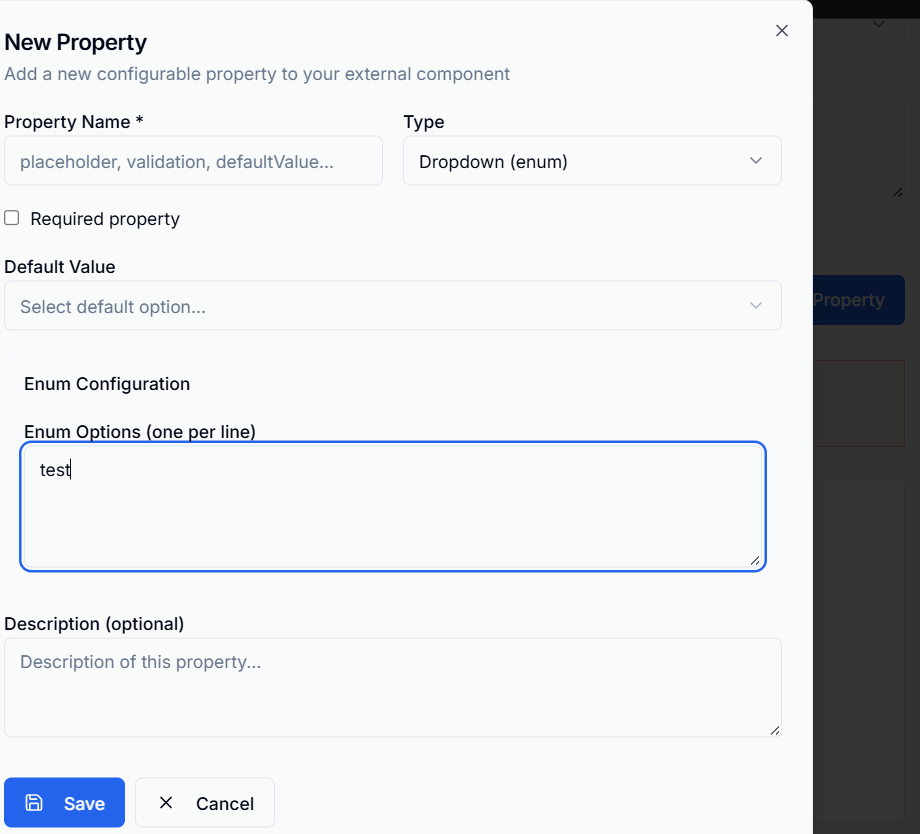 New Property
Add a new configurable property to your external component
Property Name *
Type
placeholder, validation, defaultValue...
Dropdown (enum)
Required property
Default Value
Select default option...
Property
Enum Configuration
Enum Options (one per line)
test
Description (optional)
Description of this property...
Save
Cancel